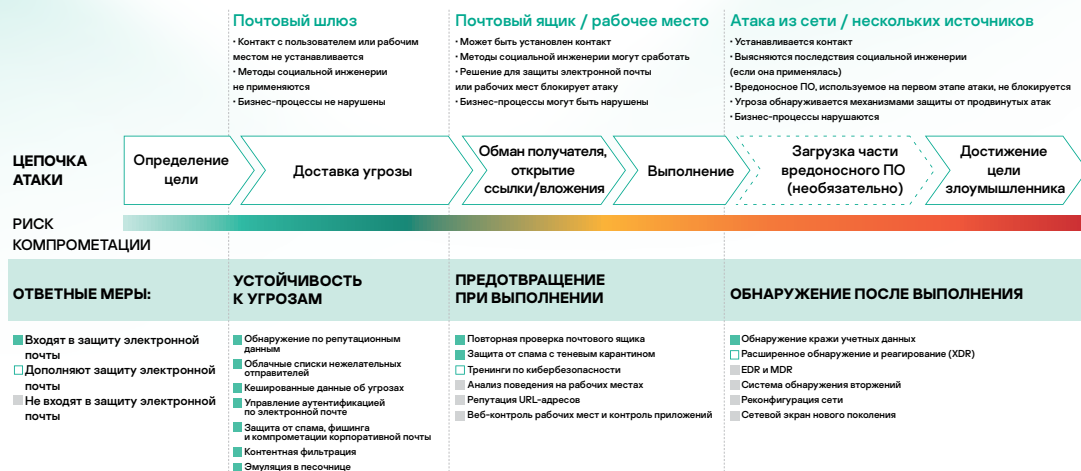 Почтовый шлюз
• Контакт с пользователем или рабочим
местом не устанавливается
• Методы социальной инженерии
не применяются
• Бизнес-процессы не нарушены
Почтовый ящик / рабочее место
• Может быть установлен контакт
• Методы социальной инженерии могут сработать
• Решение для защиты электронной почты
или рабочих мест блокирует атаку
• Бизнес-процессы могут быть нарушены
Атака из сети / нескольких источников
• Устанавливается контакт
• Выясняются последствия социальной инженерии
(если она применялась)
• Вредоносное ПО, используемое на первом этапе атаки, не блокируется
• Угроза обнаруживается механизмами защиты от продвинутых атак
• Бизнес-процессы нарушаются
ЦЕПОЧКА
АТАКИ
Определение
цели
Доставка угрозы
Обман получателя,
открытие
ссылки/вложения
Выполнение
Загрузка части
вредоносного ПО
(необязательно)
Достижение
цели
злоумышленника
РИСК
КОМПРОМЕТАЦИИ
ОТВЕТНЫЕ МЕРЫ:
УСТОЙЧИВОСТЬ
К УГРОЗАМ
ПРЕДОТВРАЩЕНИЕ
ПРИ ВЫПОЛНЕНИИ
ОБНАРУЖЕНИЕ ПОСЛЕ ВЫПОЛНЕНИЯ
Входят в защиту электронной
почты
Дополняют защиту электронной
почты
Не входят в защиту электронной
почты
Обнаружение по репутационным
данным
Облачные списки нежелательных
отправителей
Кешированные данные об угрозах
Управление аутентификацией
по электронной почте
Защита от спама, фишинга
и компрометации корпоративной почты
Контентная фильтрация
Эмуляция в песочнице
Повторная проверка почтового ящика
Защита от спама с теневым карантином
Тренинги по кибербезопасности
Анализ поведения на рабочих местах
Репутация URL-адресов
Веб-контроль рабочих мест и контроль приложений
Обнаружение кражи учетных данных
Расширенное обнаружение и реагирование (XDR)
EDR и MDR
Система обнаружения вторжений
Реконфигурация сети
Сетевой экран нового поколения